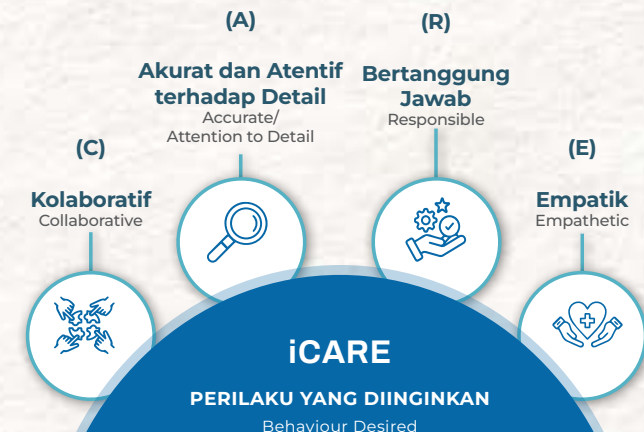 (C)
Kolaboratif
Collaborative
(A)
Akurat dan Atentif
terhadap Detail
Accurate/
Attention to Detail
(R)
Bertanggung
Jawab
Responsible
(E)
Empatik
Empathetic
iCARE
PERILAKU YANG DIINGINKAN
Behaviour Desired